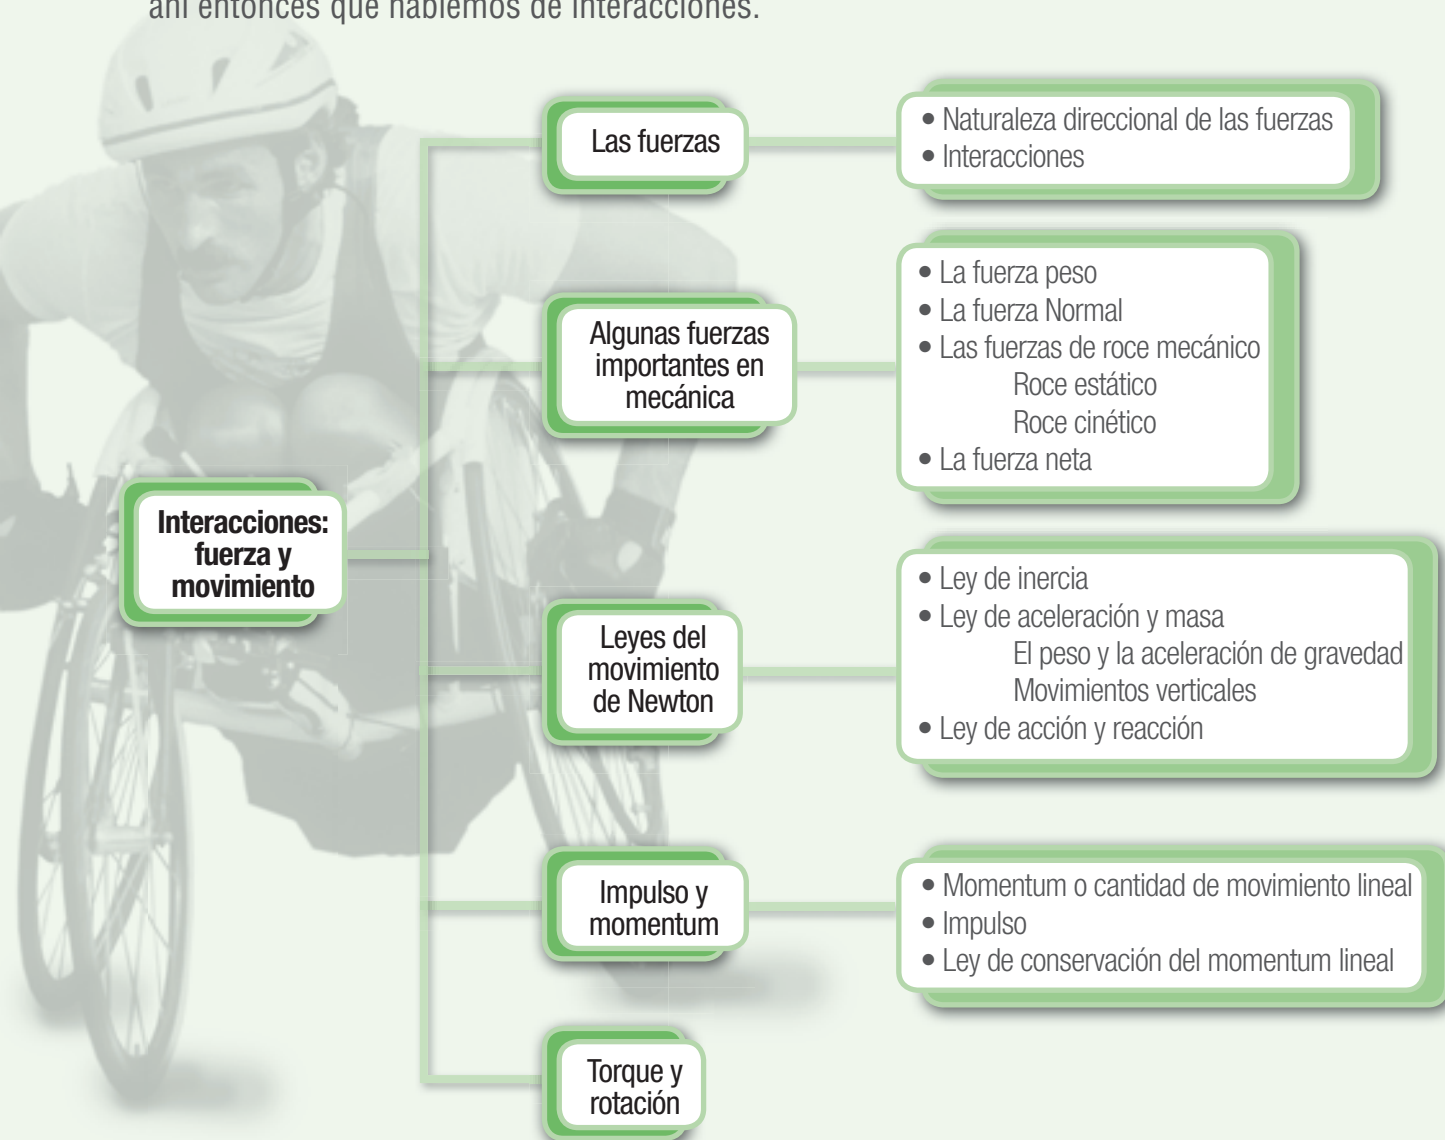 ahí entonces que hablemos de interacciones.
Las fuerzas
• Naturaleza direccional de las fuerzas
• Interacciones
Algunas fuerzas
importantes en
mecánica
• La fuerza peso
• La fuerza Normal
• Las fuerzas de roce mecánico
Roce estático
Roce cinético
• La fuerza neta
Interacciones:
fuerza y
movimiento
Leyes del
movimiento
de Newton
• Ley de inercia
• Ley de aceleración y masa
El peso y la aceleración de gravedad
Movimientos verticales
• Ley de acción y reacción
Impulso y
momentum
• Momentum o cantidad de movimiento lineal
• Impulso
• Ley de conservación del momentum lineal
Torque y
rotación